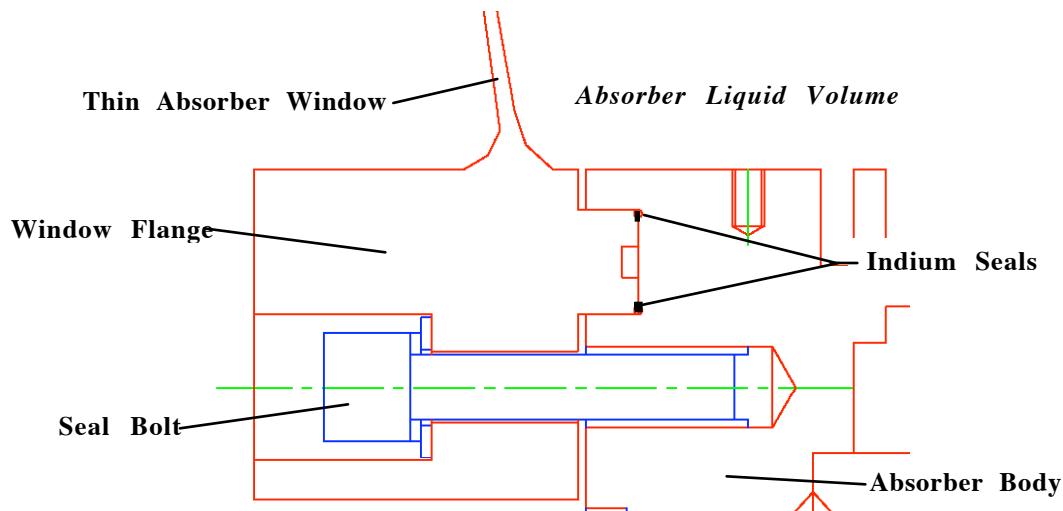 Thin Absorber Window
Absorber Liquid Volume
Window Flange
Indium Seals
Seal Bolt
Absorber Body